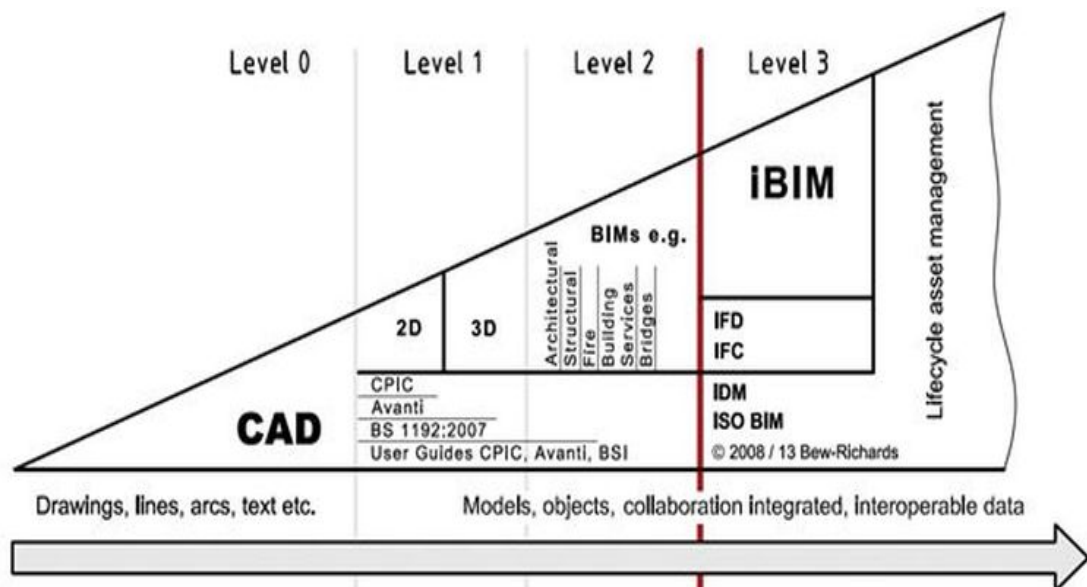 Level 0
Level 1
Level 2
Level 3
iBIM
BIMs e.g.
Architectural
Structural
Fire
Building
Services
Bridges
2D
3D
IFD
IFC
CAD
CPIC
Avanti
BS 1192:2007
User Guides CPIC, Avanti, BSI
IDM
ISO BIM
© 2008 / 13 Bew-Richards
Lifecycle asset management
Drawings, lines, arcs, text etc.
Models, objects, collaboration integrated, interoperable data